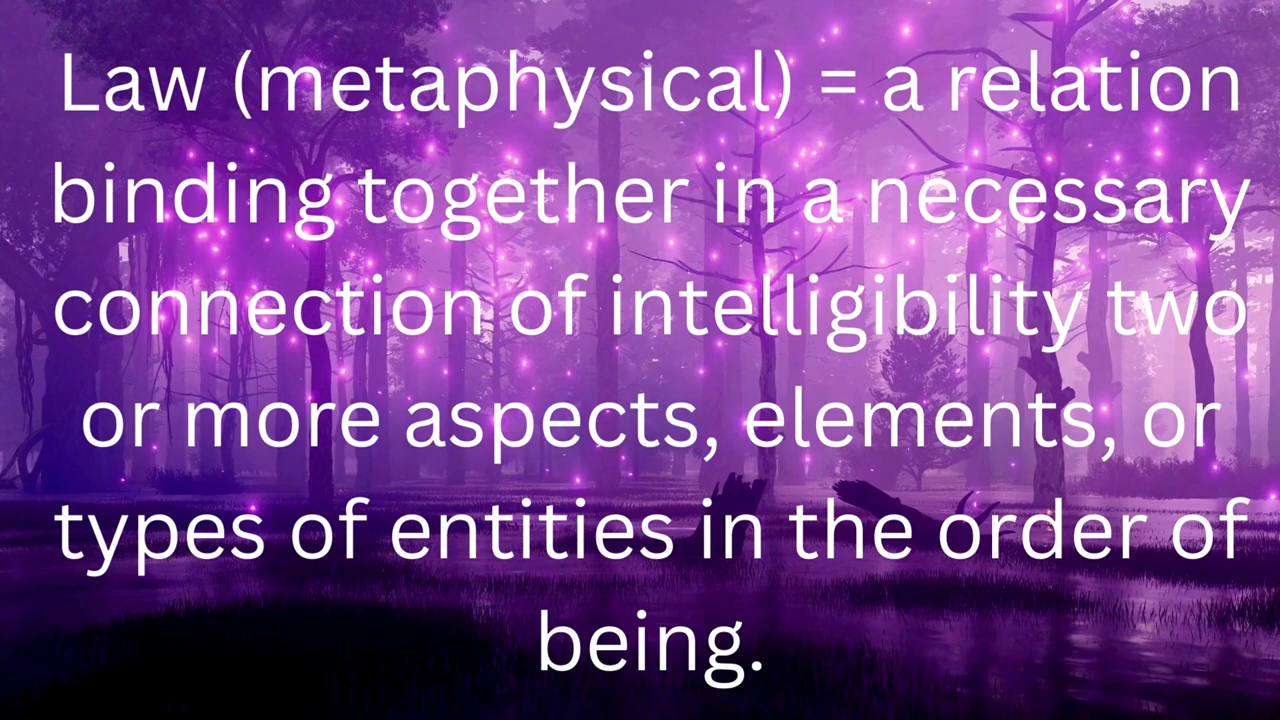 Law (metaphysical) = a relation
binding together in a necessary
connection of intelligibility two
or more aspects, elements, or
types of entities in the order of
being.